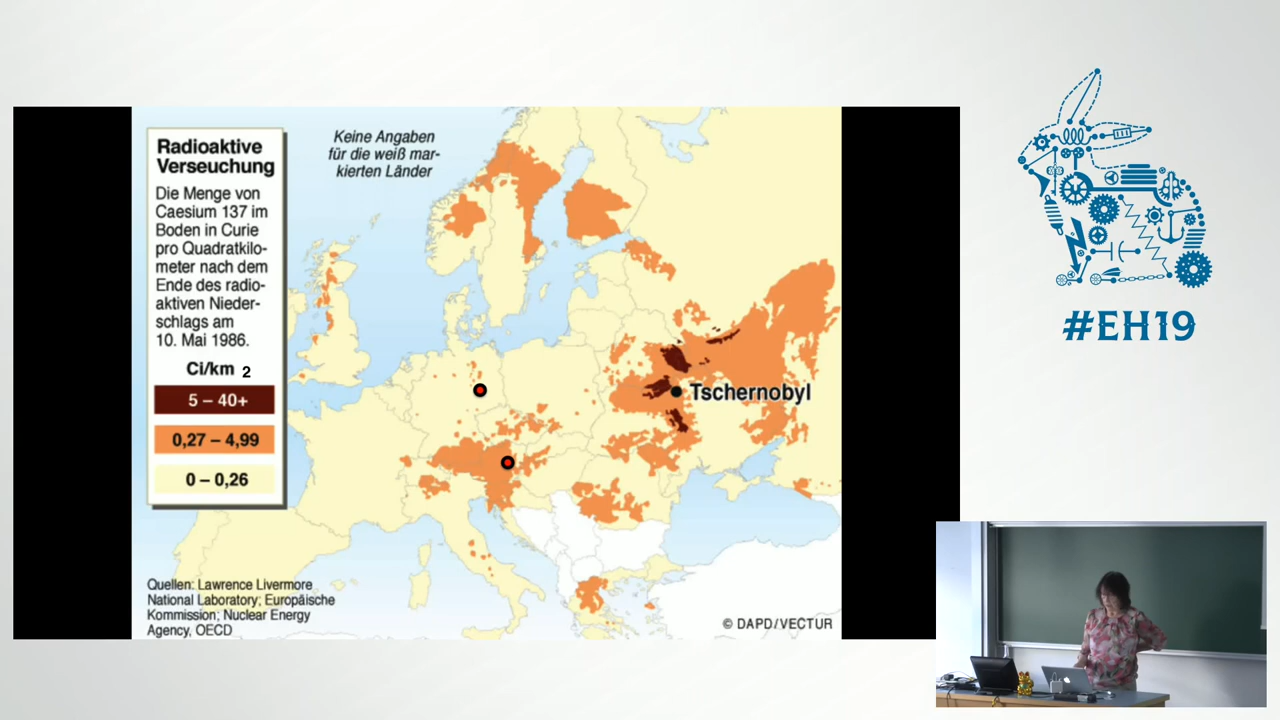 Radioaktive
Verseuchung
Die Menge von
Caesium 137 im
Boden in Curie
pro Quadratkilo-
meter nach dem
Ende des radio-
aktiven Nieder-
schlags am
10. Mai 1986.
Ci/km 2
5 – 40+
0,27 – 4,99
0 – 0,26
Keine Angaben
für die weiß mar-
kierten Länder
Tschernobyl
Quellen: Lawrence Livermore
National Laboratory; Europäische
Kommission; Nuclear Energy
Agency, OECD
© DAPD/VECTUR
#EH19